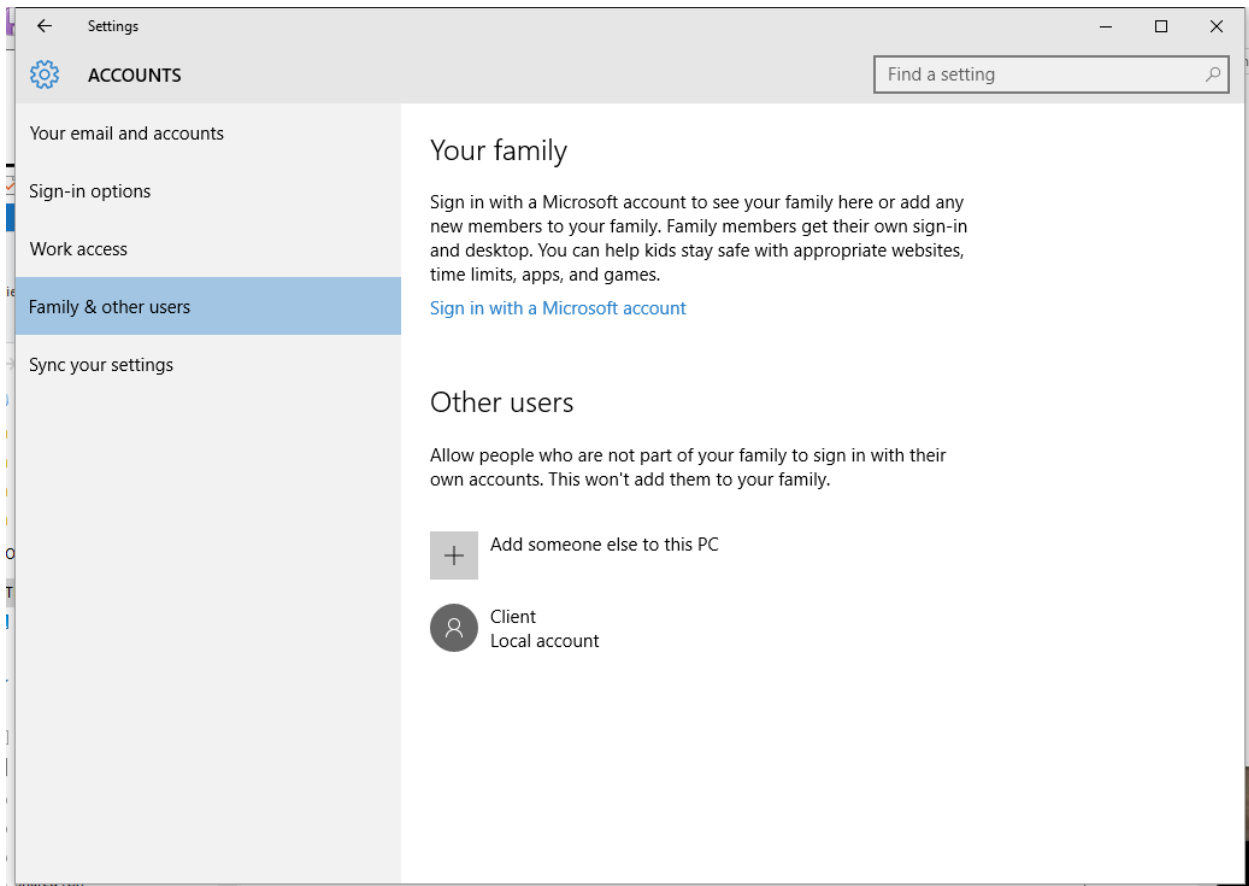 Settings
ACCOUNTS
Find a setting
Your email and accounts
Sign-in options
Work access
Family & other users
Sync your settings
Your family
Sign in with a Microsoft account to see your family here or add any
new members to your family. Family members get their own sign-in
and desktop. You can help kids stay safe with appropriate websites,
time limits, apps, and games.
Sign in with a Microsoft account
Other users
Allow people who are not part of your family to sign in with their
own accounts. This won't add them to your family.
Add someone else to this PC
Client
Local account